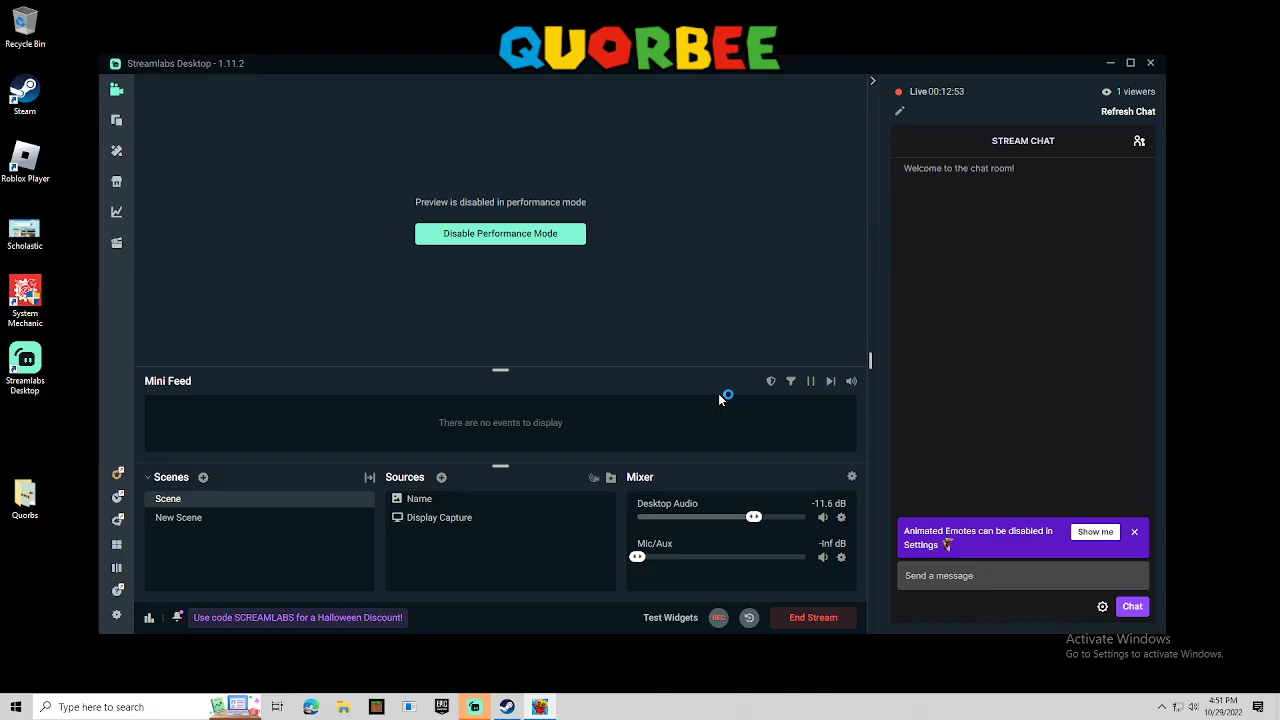 QUORBEE
Recycle Bin
Steam
Roblox Player
Scholastic
System
Mechanic
Streamlabs
Desktop
Quorbs
Streamlabs Desktop - 1.11.2
Preview is disabled in performance mode
Disable Performance Mode
Mini Feed
There are no events to display
Scenes
Scene
New Scene
Sources
Name
Display Capture
Mixer
Desktop Audio -11.6 dB
Mic/Aux -Inf dB
Use code SCREAMLABS for a Halloween Discount!
Test Widgets REC End Stream
Live 00:12:53 1 viewers
Refresh Chat
STREAM CHAT
Welcome to the chat room!
Animated Emotes can be disabled in
Settings
Show me
Send a message
Chat
Activate Windows
Go to Settings to activate Windows.
Type here to search
EPIC
4:51 PM
10/29/2022